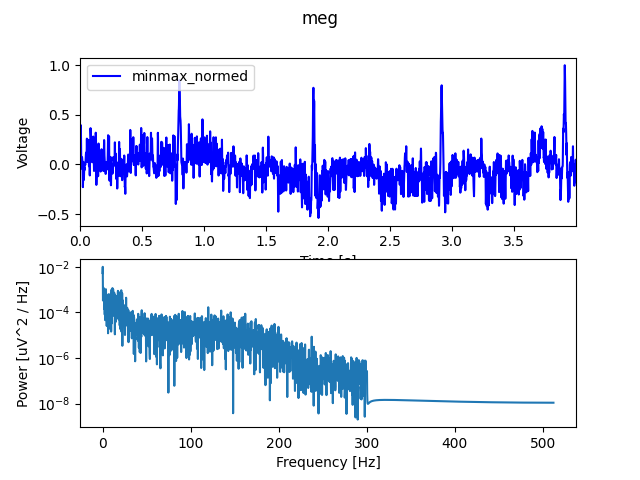 meg
1.0
0.5
0.0
−0.5
Voltage
minmax_normed
0.0 0.5 1.0 1.5 2.0 2.5 3.0 3.5
Time [s]
10^−2
10^−4
10^−6
10^−8
Power [uV^2 / Hz]
0 100 200 300 400 500
Frequency [Hz]